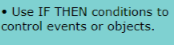 • Use IF THEN conditions to
control events or objects.